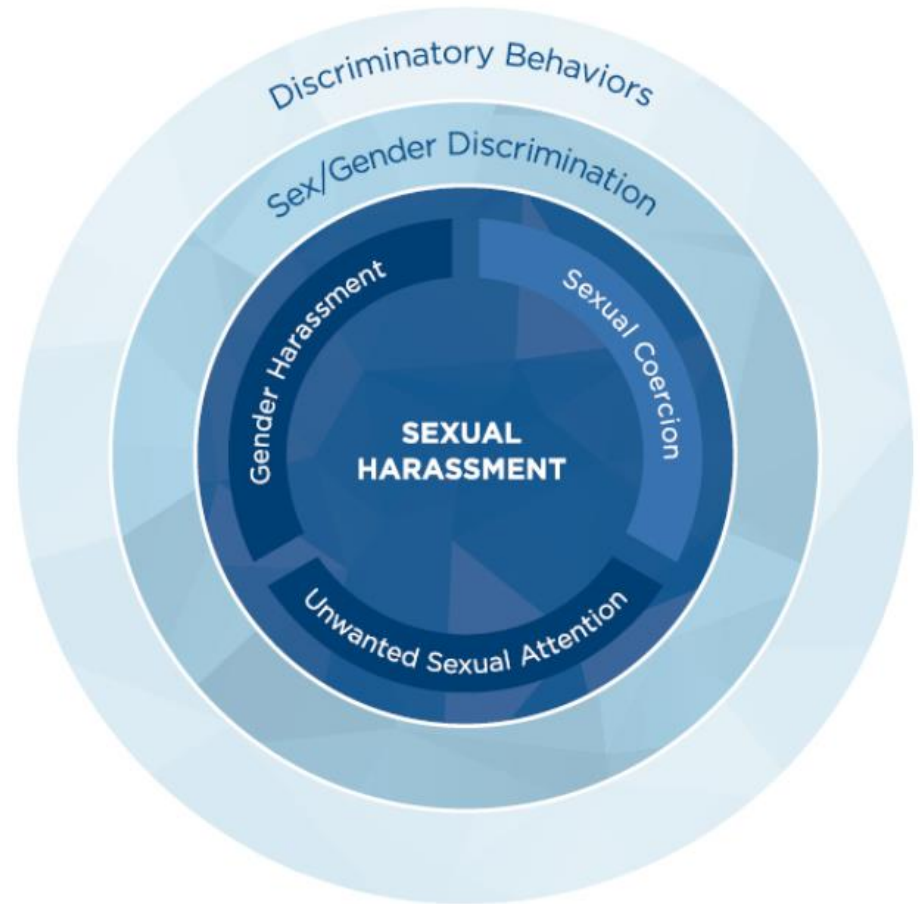 Discriminatory Behaviors
Sex/Gender Discrimination
Gender Harassment
Sexual Coercion
SEXUAL
HARASSMENT
Unwanted Sexual Attention